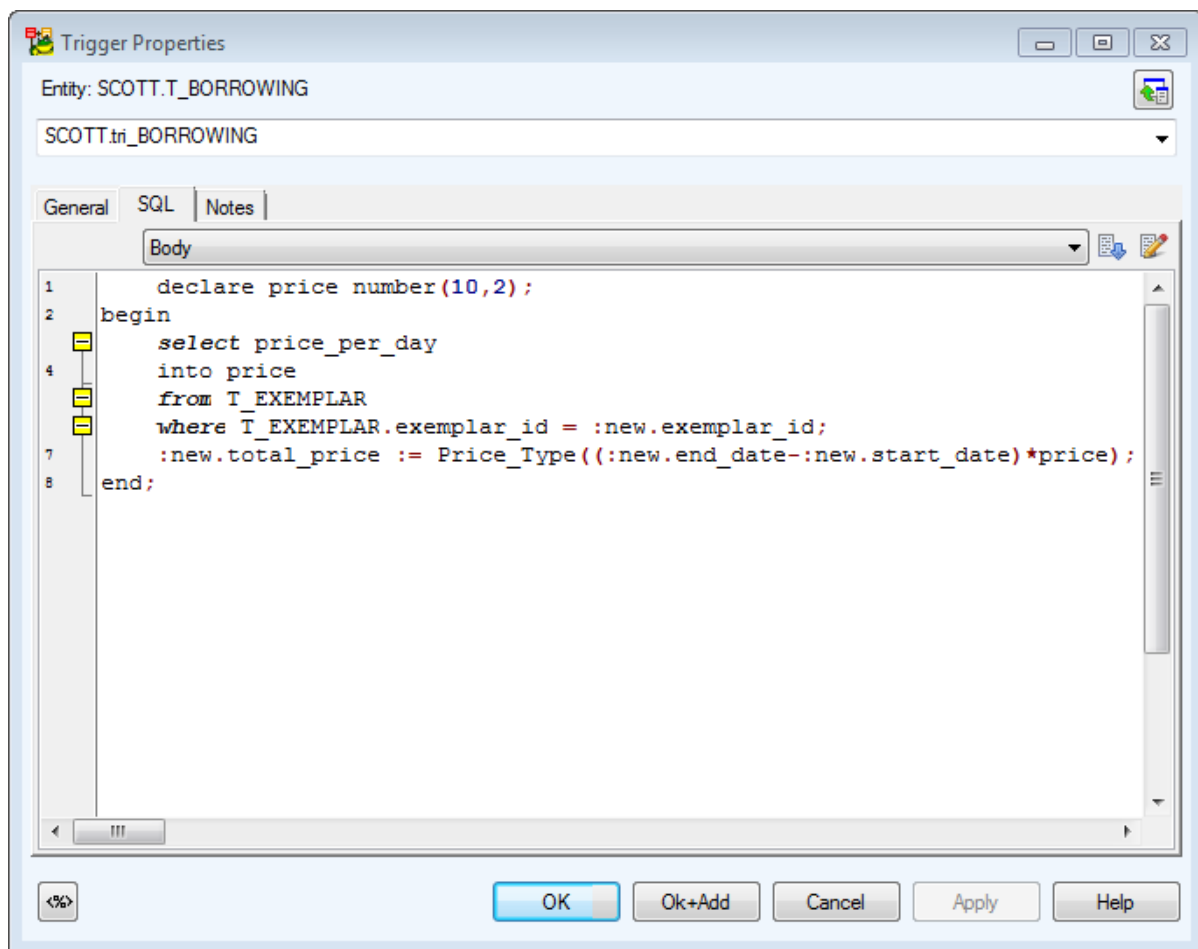 Trigger Properties
Entity: SCOTT.T_BORROWING
SCOTT.tri_BORROWING
General SQL Notes
Body
1 declare price number(10,2);
2 begin
select price_per_day
4 into price
from T_EXEMPLAR
where T_EXEMPLAR.exemplar_id = :new.exemplar_id;
7 :new.total_price := Price_Type((:new.end_date-:new.start_date)*price);
8 end;
<%> OK Ok+Add Cancel Apply Help